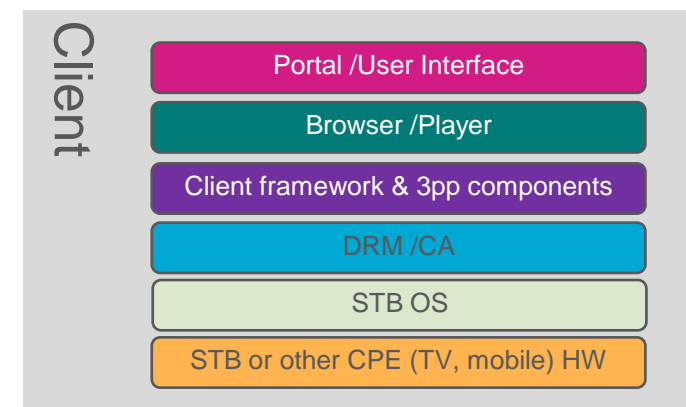 Client
Portal /User Interface
Browser /Player
Client framework & 3pp components
DRM /CA
STB OS
STB or other CPE (TV, mobile) HW